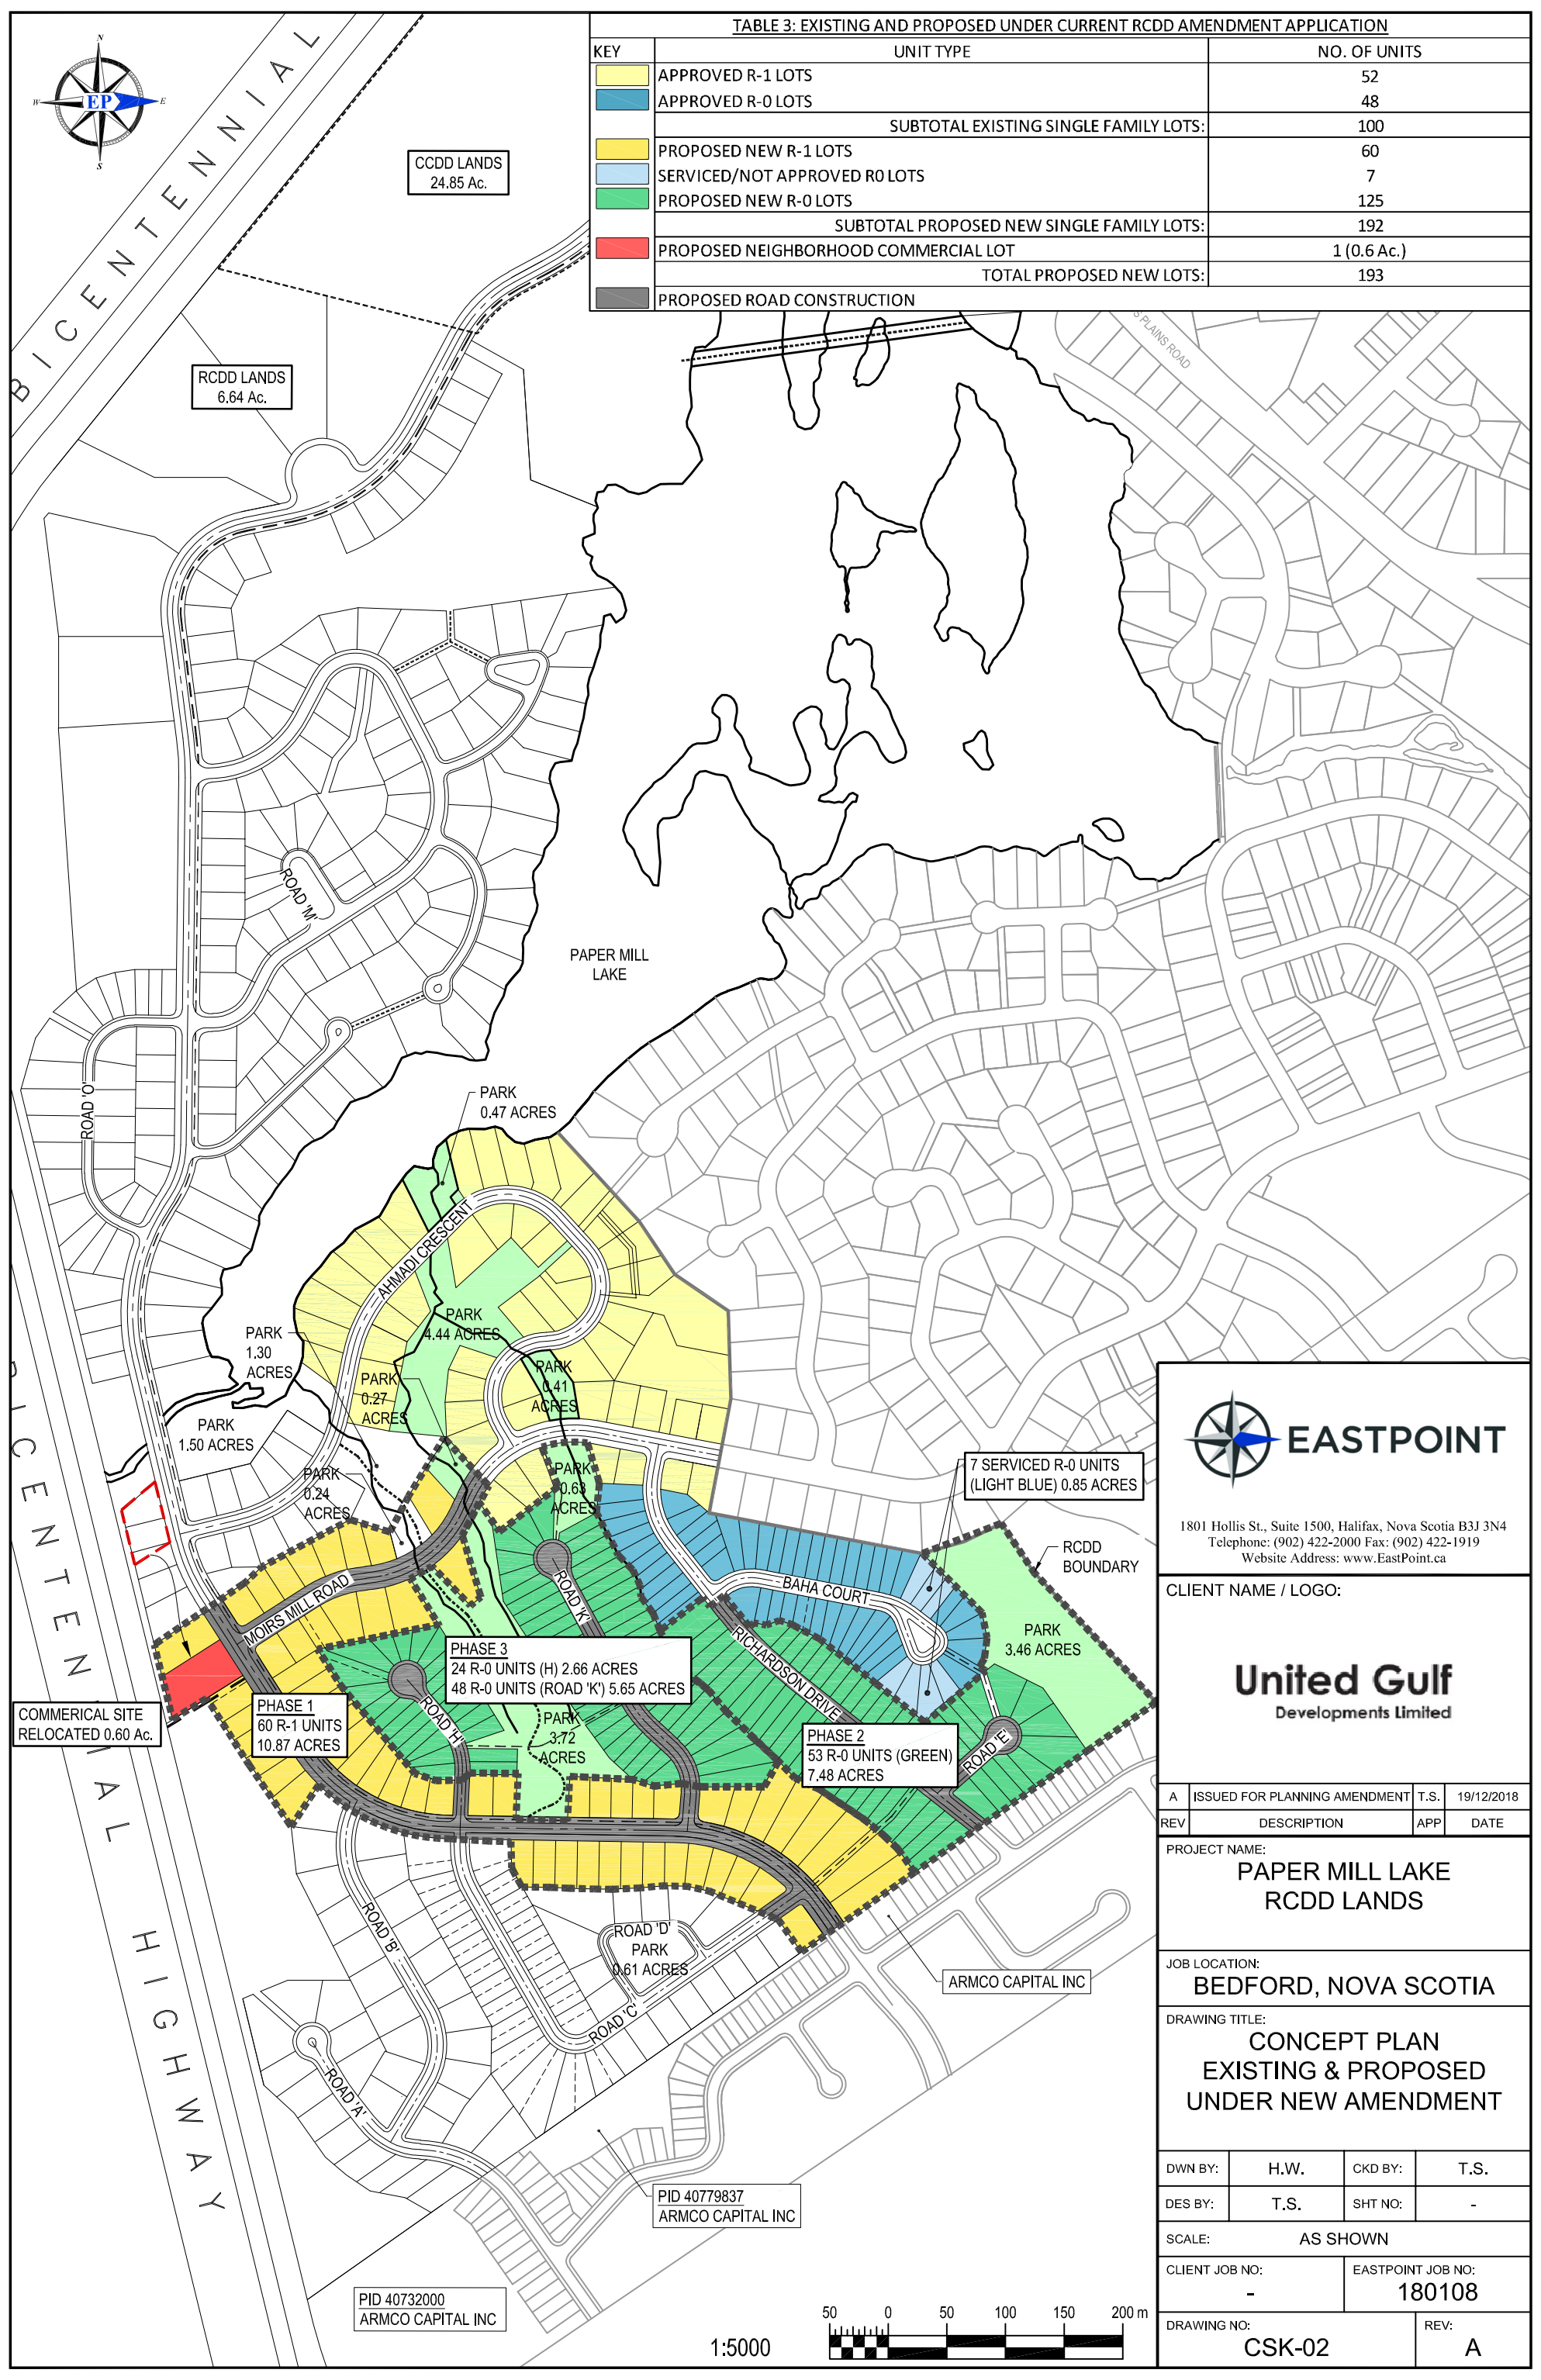 TABLE 3: EXISTING AND PROPOSED UNDER CURRENT RCDD AMENDMENT APPLICATION
KEY UNIT TYPE NO. OF UNITS
APPROVED R-1 LOTS 52
APPROVED R-0 LOTS 48
SUBTOTAL EXISTING SINGLE FAMILY LOTS: 100
PROPOSED NEW R-1 LOTS 60
SERVICED/NOT APPROVED R0 LOTS 7
PROPOSED NEW R-0 LOTS 125
SUBTOTAL PROPOSED NEW SINGLE FAMILY LOTS: 192
PROPOSED NEIGHBORHOOD COMMERCIAL LOT 1 (0.6 Ac.)
TOTAL PROPOSED NEW LOTS: 193
PROPOSED ROAD CONSTRUCTION
N
W EP E
S
BICENTENNIAL
CCDD LANDS
24.85 Ac.
RCDD LANDS
6.64 Ac.
S PLAINS ROAD
ROAD 'M'
PAPER MILL
LAKE
ROAD 'O'
PARK
0.47 ACRES
AHMADI CRESCENT
PARK
4.44 ACRES
PARK
1.30
ACRES
PARK
0.27
ACRES
PARK
0.41
ACRES
PARK
1.50 ACRES
PARK
0.24
ACRES
PARK
0.63
ACRES
7 SERVICED R-0 UNITS
(LIGHT BLUE) 0.85 ACRES
RCDD
BOUNDARY
BAHA COURT
MOIRS MILL ROAD
ROAD 'K'
RICHARDSON DRIVE
PARK
3.46 ACRES
PHASE 3
24 R-0 UNITS (H) 2.66 ACRES
48 R-0 UNITS (ROAD 'K') 5.65 ACRES
COMMERICAL SITE
RELOCATED 0.60 Ac.
PHASE 1
60 R-1 UNITS
10.87 ACRES
ROAD 'H'
PARK
3.72
ACRES
PHASE 2
53 R-0 UNITS (GREEN)
7.48 ACRES
ROAD 'E'
BICENTENNIAL HIGHWAY
ROAD 'B'
ROAD 'D'
PARK
0.61 ACRES
ROAD 'C'
ROAD 'A'
ARMCO CAPITAL INC
PID 40779837
ARMCO CAPITAL INC
PID 40732000
ARMCO CAPITAL INC
1:5000
50 0 50 100 150 200 m
EASTPOINT
1801 Hollis St., Suite 1500, Halifax, Nova Scotia B3J 3N4
Telephone: (902) 422-2000 Fax: (902) 422-1919
Website Address: www.EastPoint.ca
CLIENT NAME / LOGO:
United Gulf
Developments Limited
A ISSUED FOR PLANNING AMENDMENT T.S. 19/12/2018
REV DESCRIPTION APP DATE
PROJECT NAME:
PAPER MILL LAKE
RCDD LANDS
JOB LOCATION:
BEDFORD, NOVA SCOTIA
DRAWING TITLE:
CONCEPT PLAN
EXISTING & PROPOSED
UNDER NEW AMENDMENT
DWN BY: H.W. CKD BY: T.S.
DES BY: T.S. SHT NO: -
SCALE: AS SHOWN
CLIENT JOB NO: EASTPOINT JOB NO:
- 180108
DRAWING NO: REV:
CSK-02 A